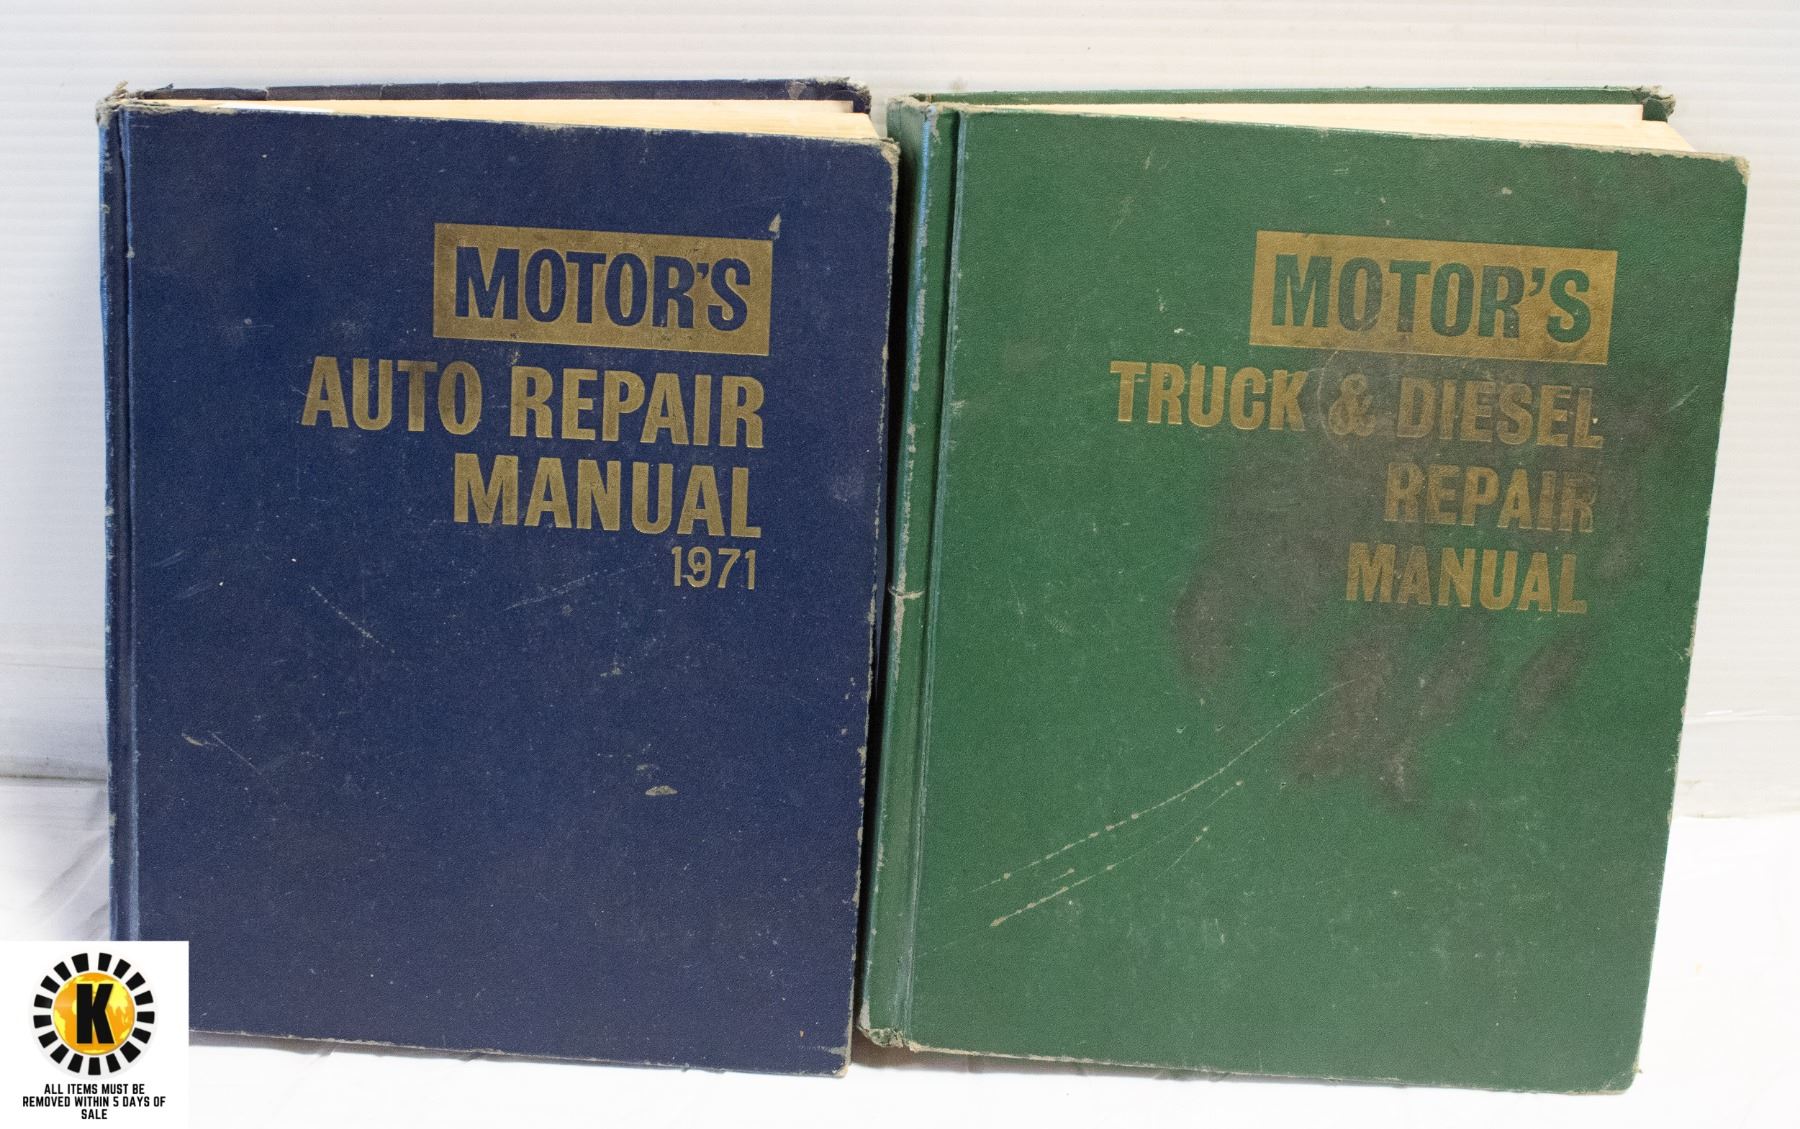 MOTOR'S
AUTO REPAIR
MANUAL
1971
MOTOR'S
TRUCK & DIESEL
REPAIR
MANUAL
K
ALL ITEMS MUST BE
REMOVED WITHIN 5 DAYS OF
SALE